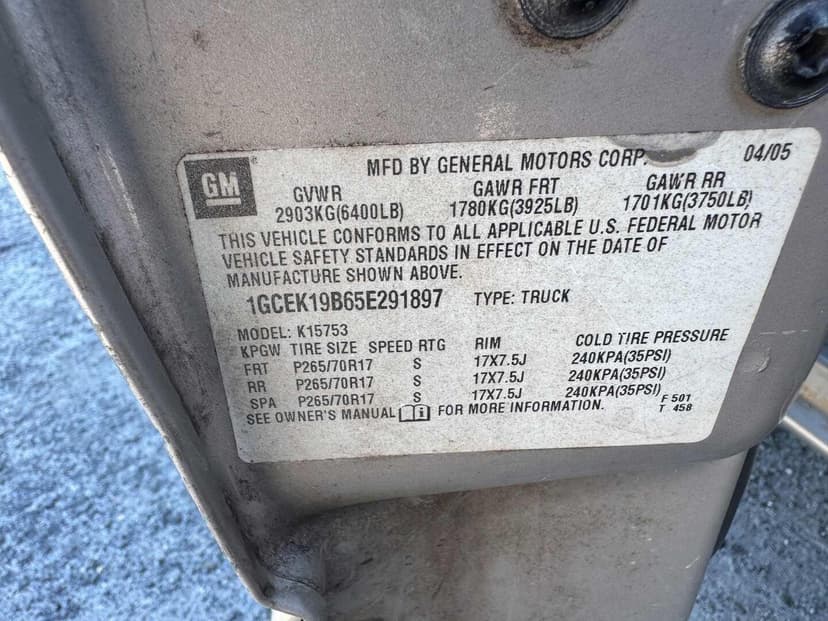 GM
MFD BY GENERAL MOTORS CORP. 04/05
GVWR GAWR FRT GAWR RR
2903KG(6400LB) 1780KG(3925LB) 1701KG(3750LB)
THIS VEHICLE CONFORMS TO ALL APPLICABLE U.S. FEDERAL MOTOR
VEHICLE SAFETY STANDARDS IN EFFECT ON THE DATE OF
MANUFACTURE SHOWN ABOVE.
1GCEK19B65E291897 TYPE: TRUCK
MODEL: K15753
KPGW TIRE SIZE SPEED RTG RIM COLD TIRE PRESSURE
FRT P265/70R17 S 17X7.5J 240KPA(35PSI)
RR P265/70R17 S 17X7.5J 240KPA(35PSI)
SPA P265/70R17 S 17X7.5J 240KPA(35PSI)
SEE OWNER'S MANUAL FOR MORE INFORMATION. F 501
T 458